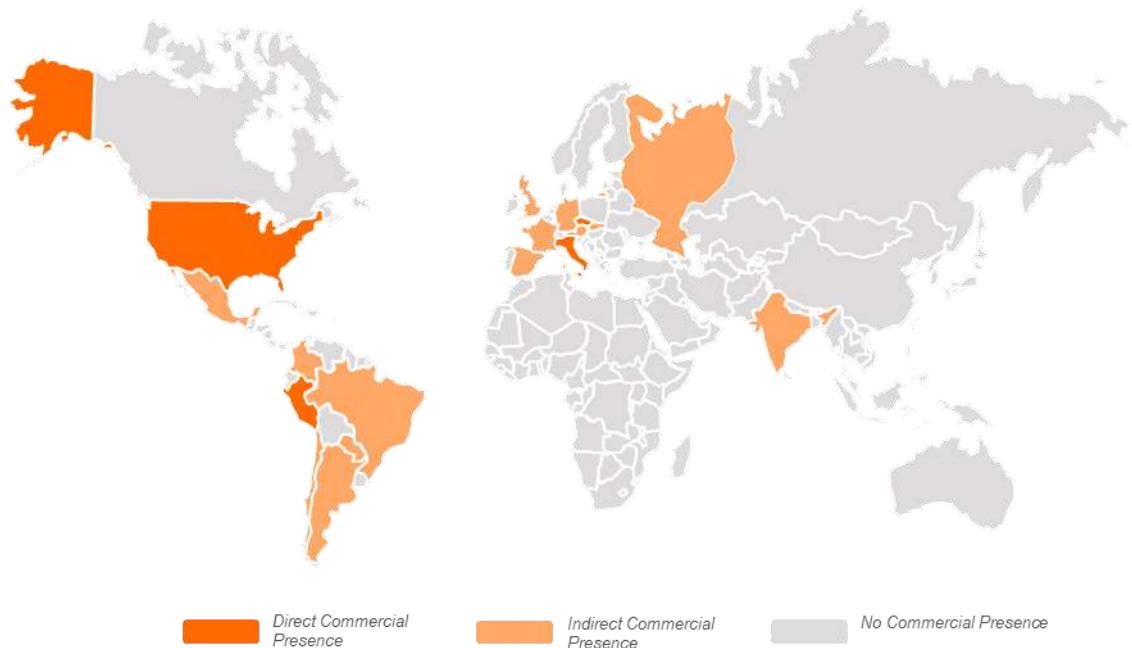 Direct Commercial
Presence
Indirect Commercial
Presence
No Commercial Presence